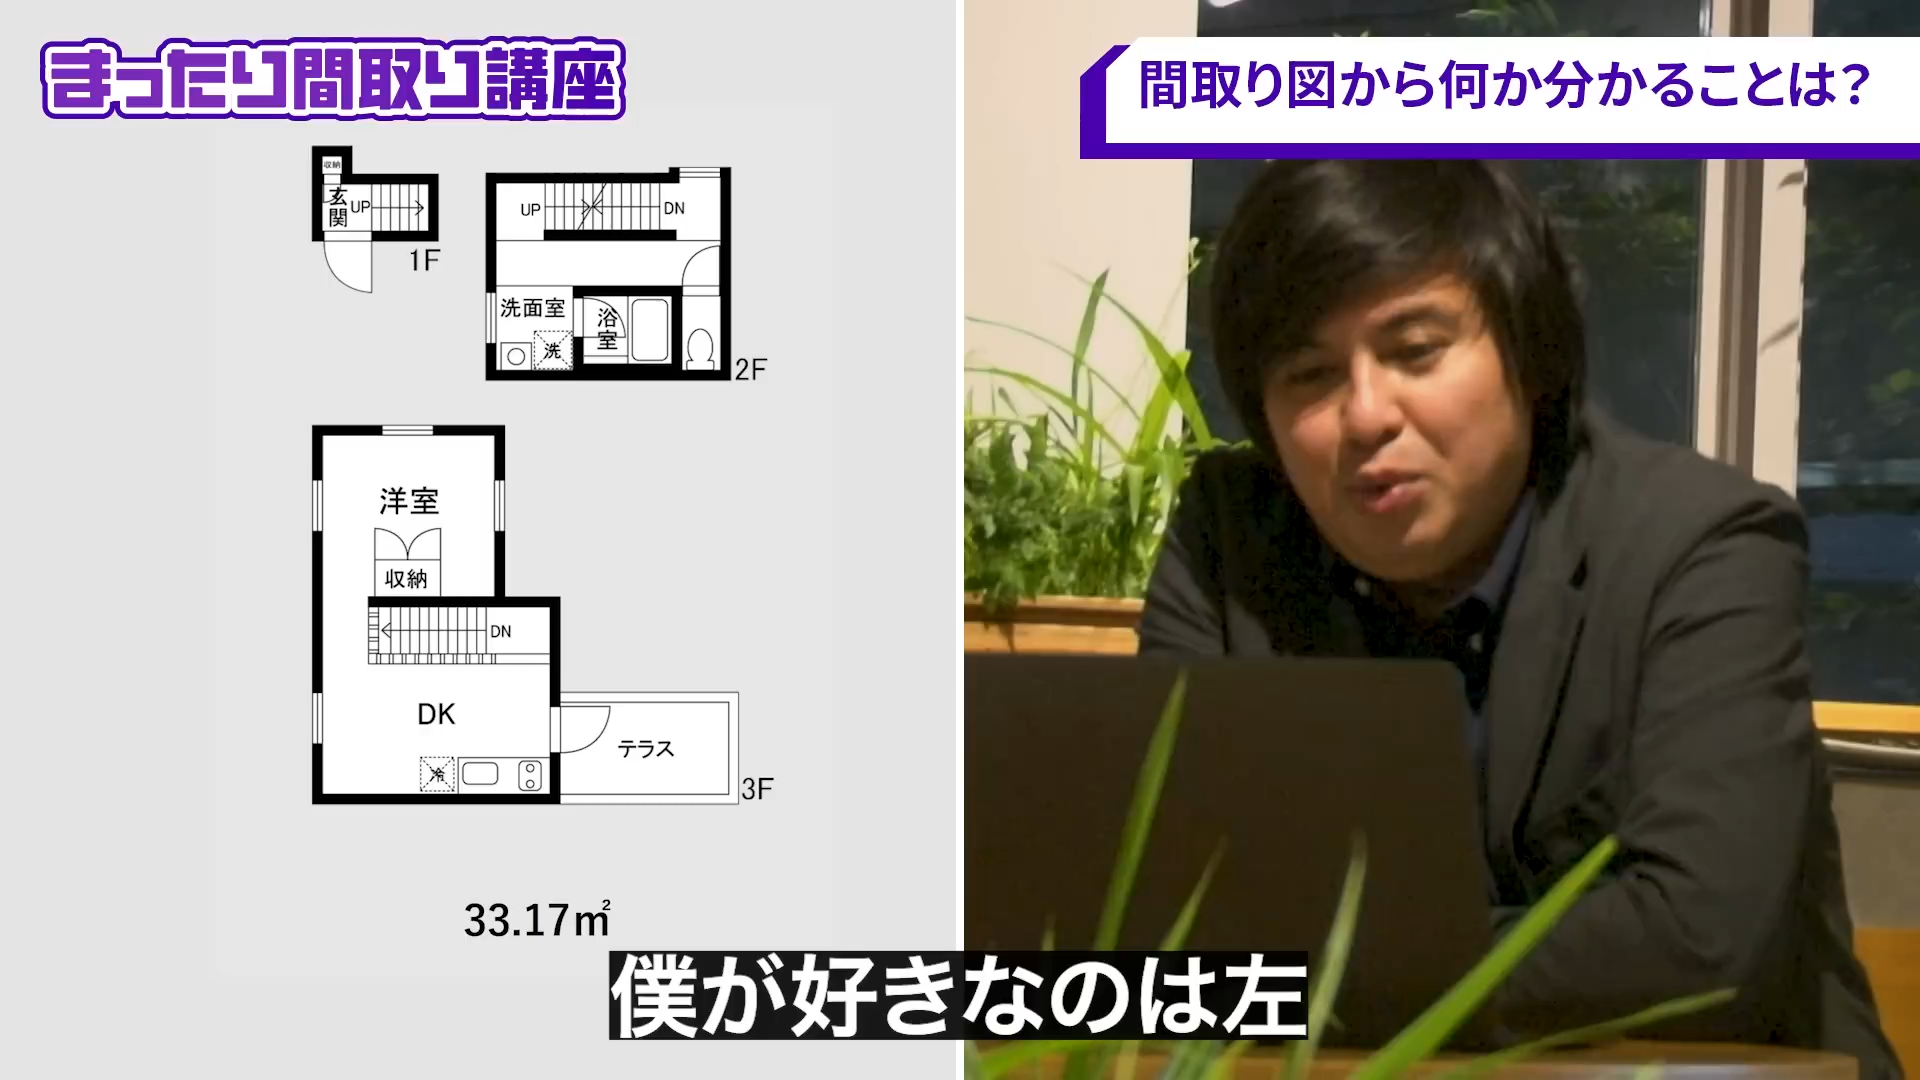 まったり間取り講座
間取り図から何か分かることは？
収納
玄関
UP
1F
UP
DN
洗面室
洗
浴室
2F
洋室
収納
DN
DK
冷
テラス
3F
33.17㎡
僕が好きなのは左